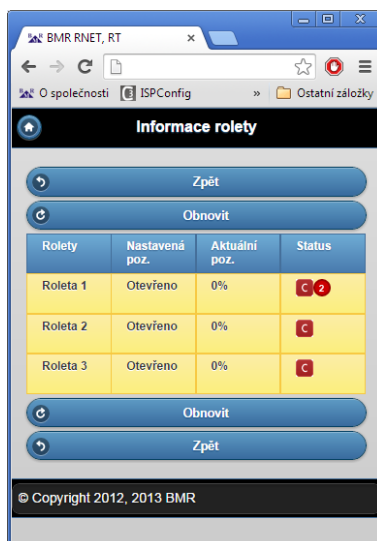 BMR RNET, RT
O společnosti ISPConfig » Ostatní záložky
Informace rolety
Zpět
Obnovit
Rolety Nastavená poz. Aktuální poz. Status
Roleta 1 Otevřeno 0% C 2
Roleta 2 Otevřeno 0% C
Roleta 3 Otevřeno 0% C
Obnovit
Zpět
© Copyright 2012, 2013 BMR